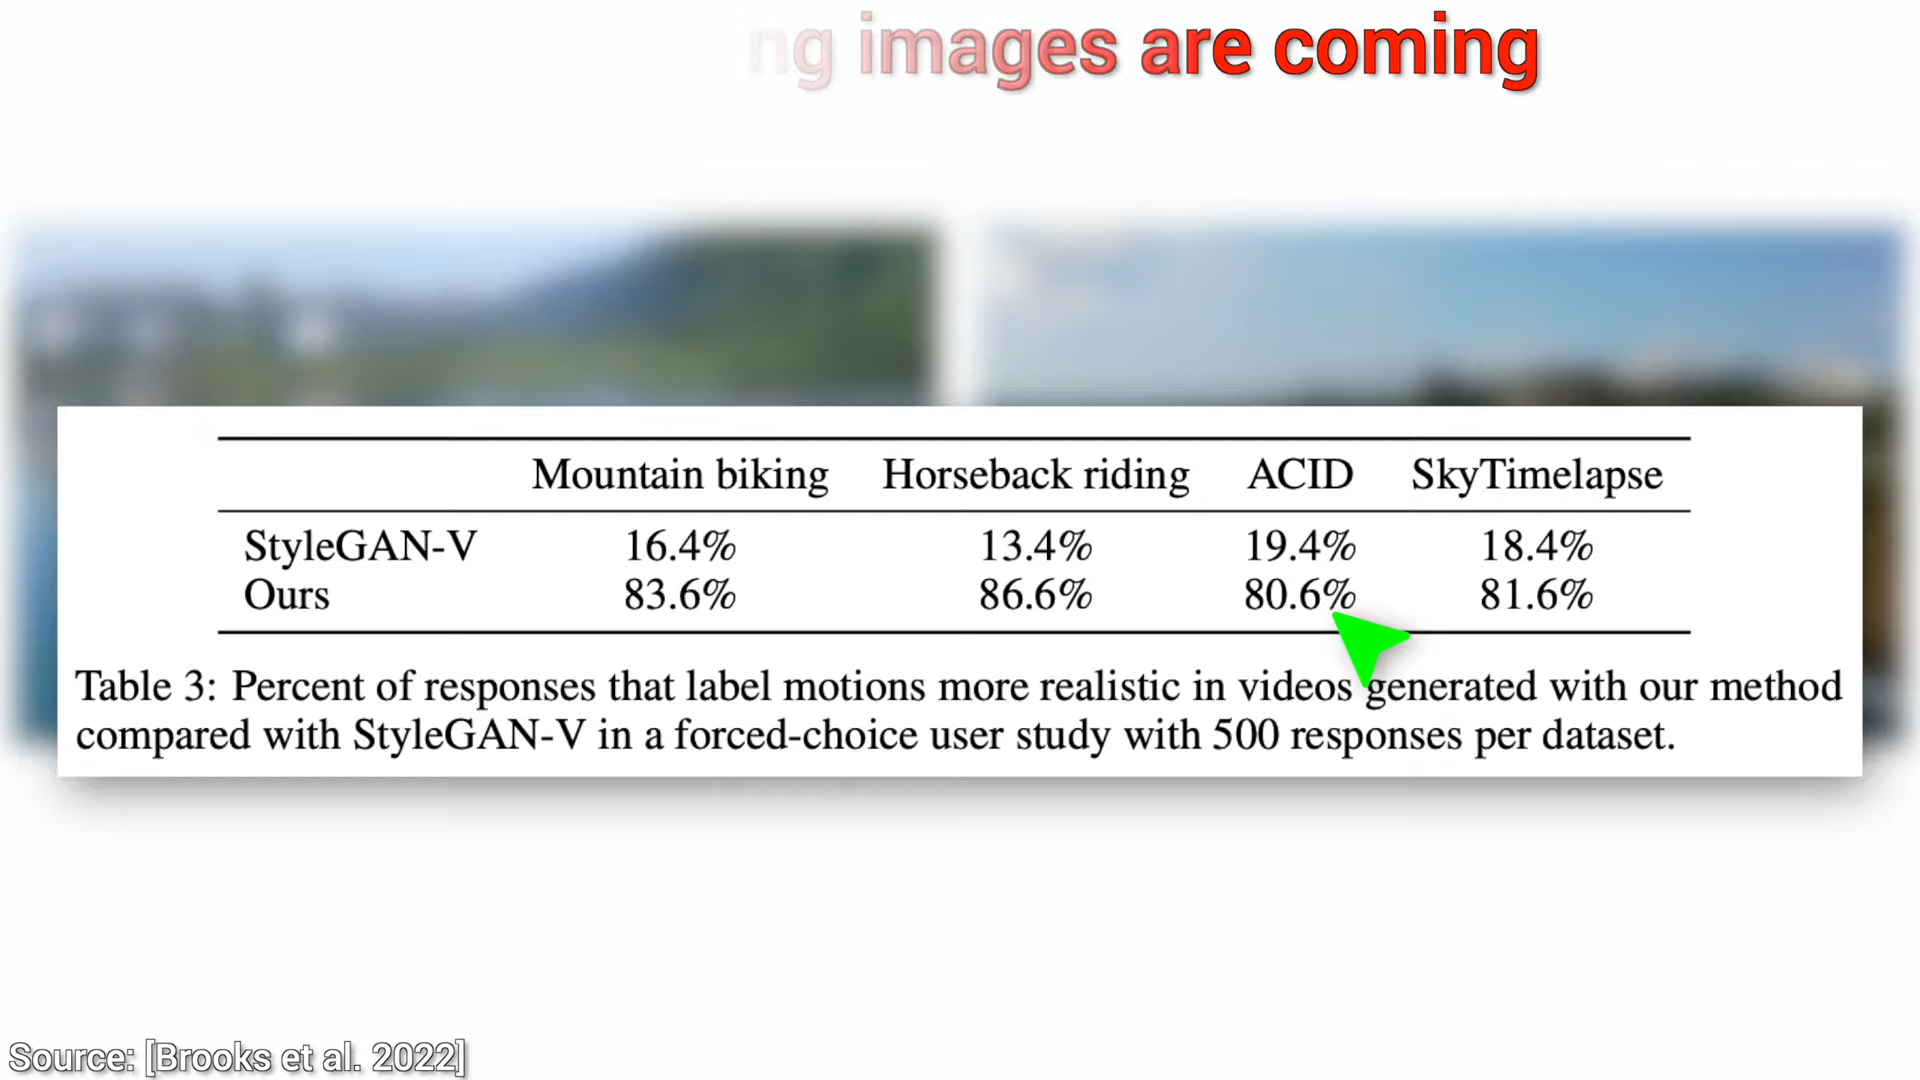 images are coming
Mountain biking Horseback riding ACID SkyTimelapse
StyleGAN-V 16.4% 13.4% 19.4% 18.4%
Ours 83.6% 86.6% 80.6% 81.6%
Table 3: Percent of responses that label motions more realistic in videos generated with our method
compared with StyleGAN-V in a forced-choice user study with 500 responses per dataset.
Source: [Brooks et al. 2022]